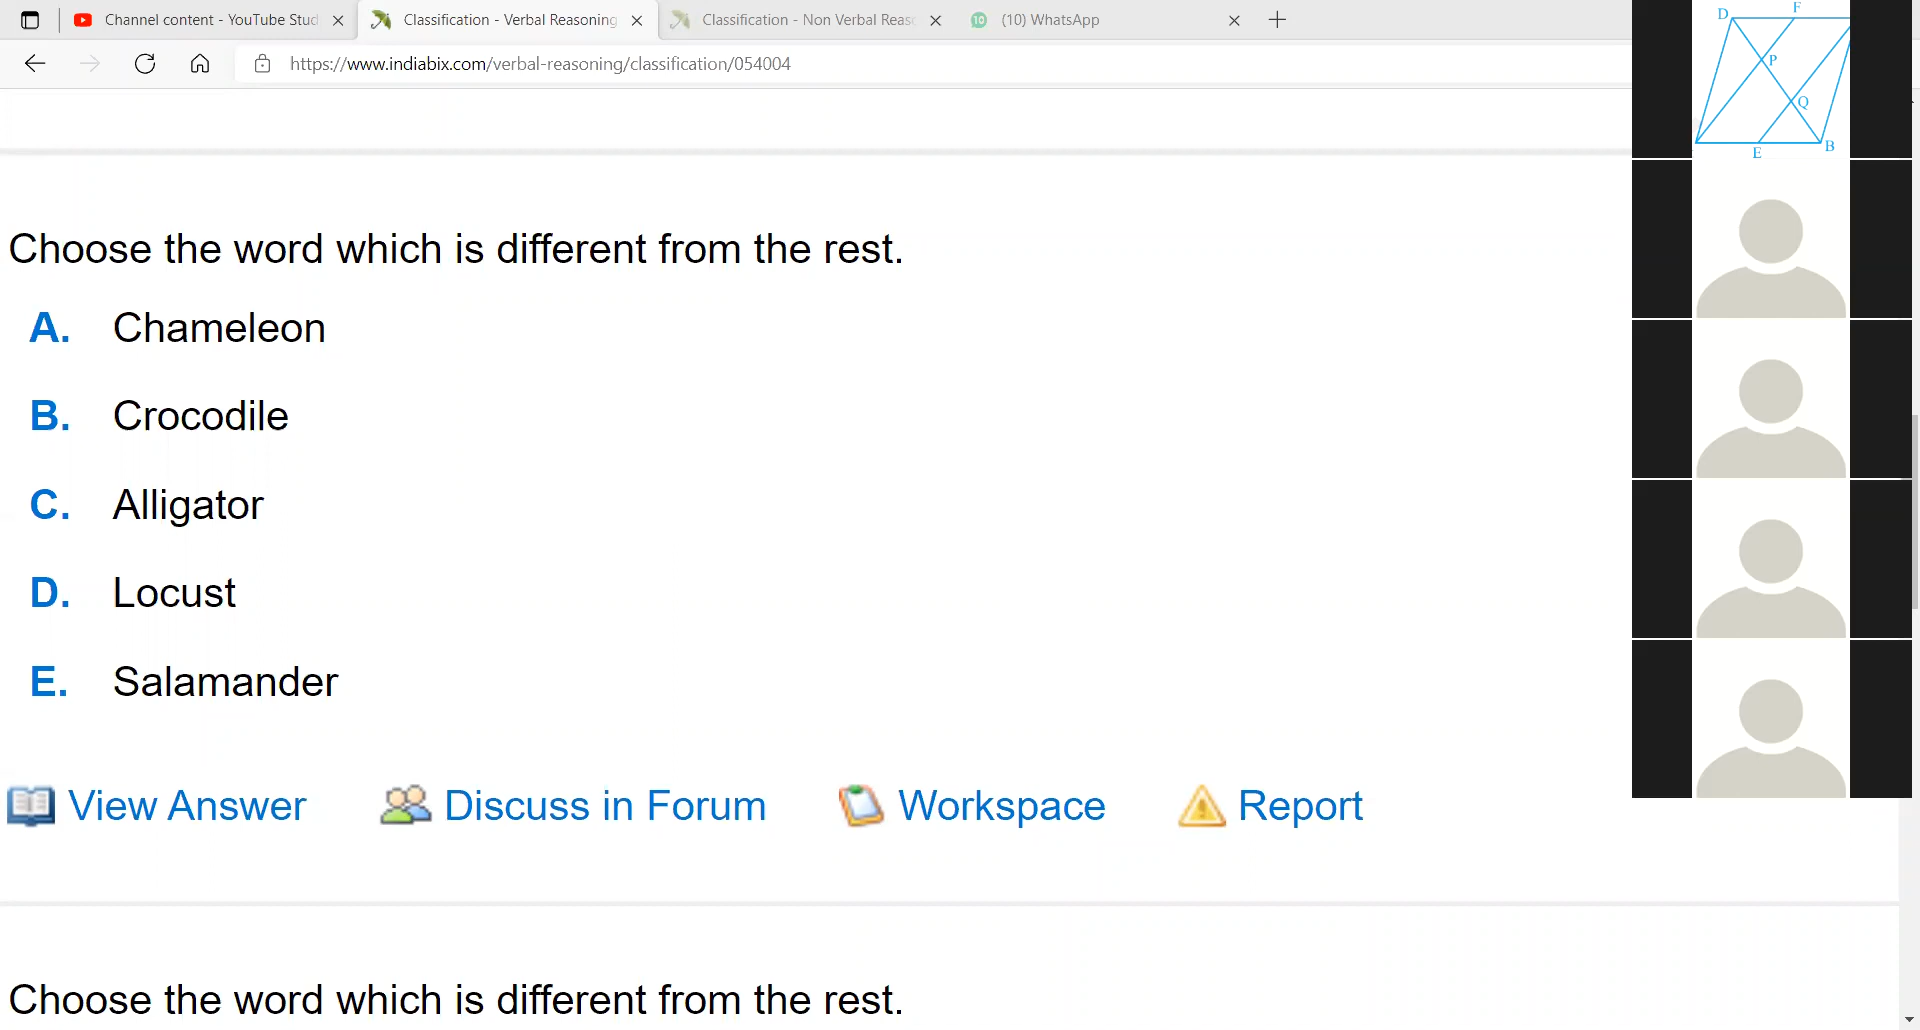 Channel content - YouTube Stud
Classification - Verbal Reasoning
Classification - Non Verbal Reaso
10 (10) WhatsApp
https://www.indiabix.com/verbal-reasoning/classification/054004
D F
P
Q
E B
Choose the word which is different from the rest.
A. Chameleon
B. Crocodile
C. Alligator
D. Locust
E. Salamander
View Answer Discuss in Forum Workspace Report
Choose the word which is different from the rest.